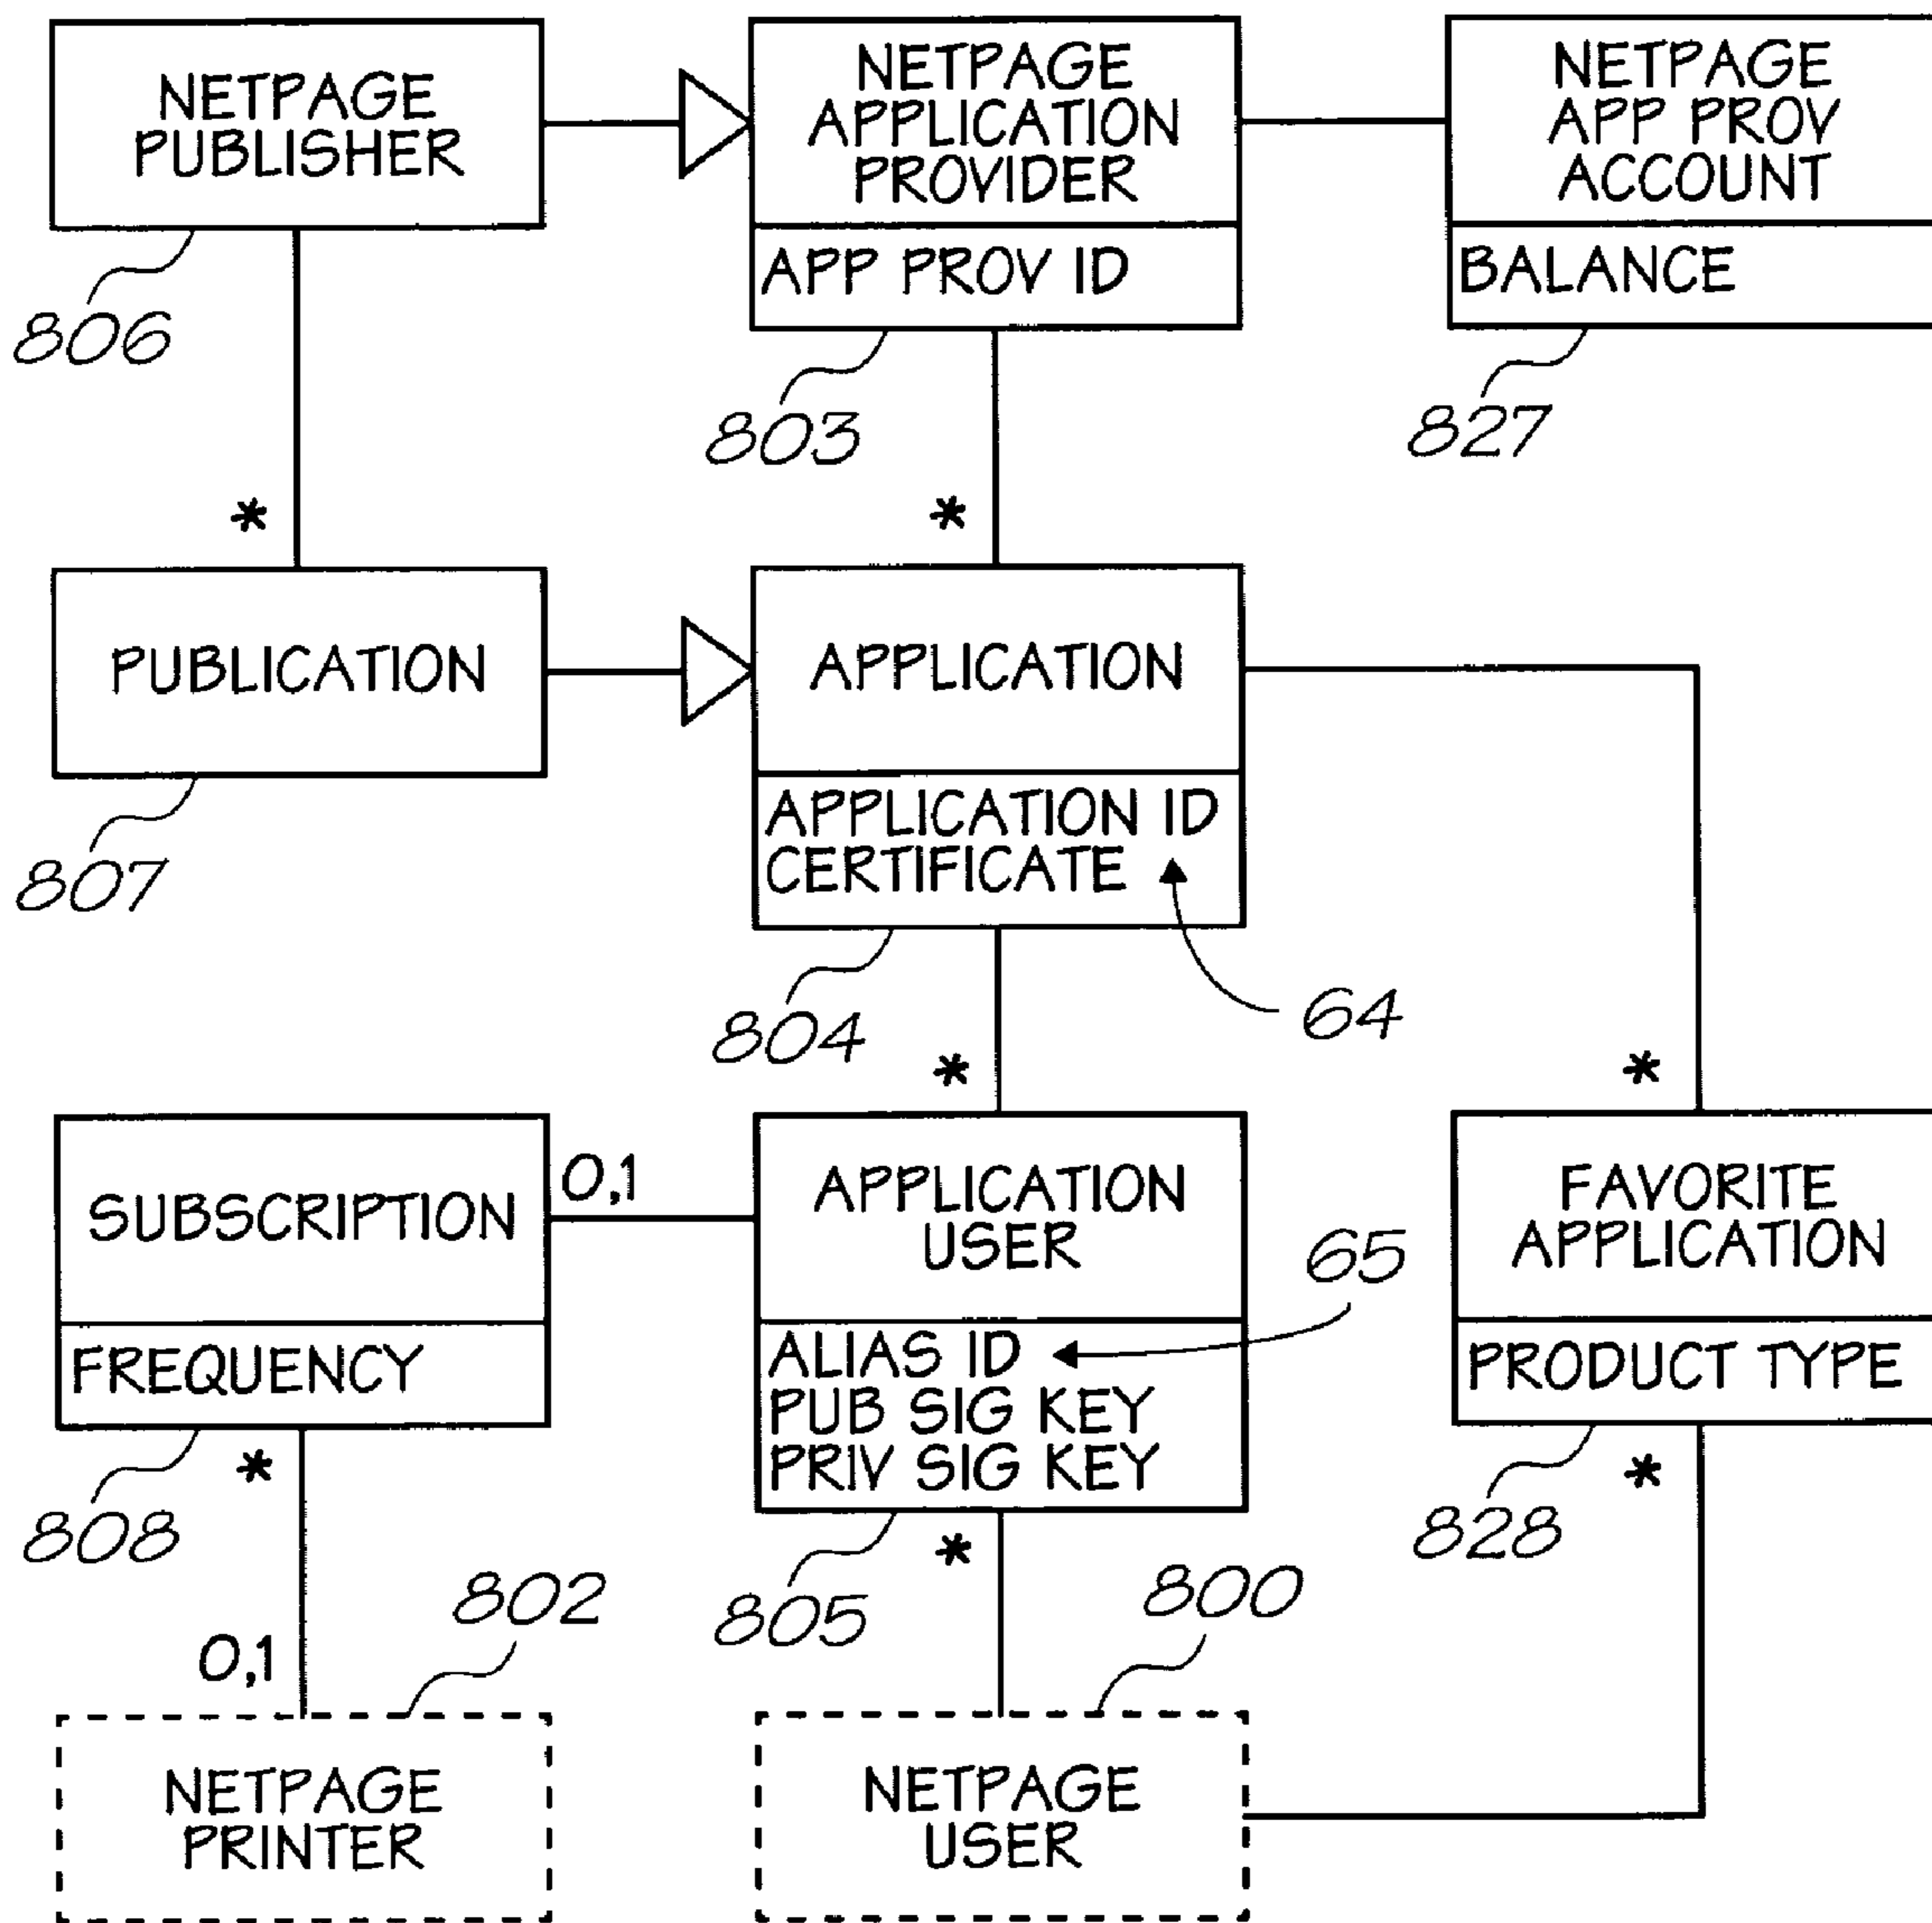 NETPAGE
PUBLISHER
806
NETPAGE
APPLICATION
PROVIDER
APP PROV ID
803
NETPAGE
APP PROV
ACCOUNT
BALANCE
827
*
*
PUBLICATION
807
APPLICATION
APPLICATION ID
CERTIFICATE
64
804
*
*
SUBSCRIPTION
0,1
FREQUENCY
808
*
APPLICATION
USER
65
ALIAS ID
PUB SIG KEY
PRIV SIG KEY
805
*
FAVORITE
APPLICATION
PRODUCT TYPE
828
*
802
0,1
NETPAGE
PRINTER
800
NETPAGE
USER